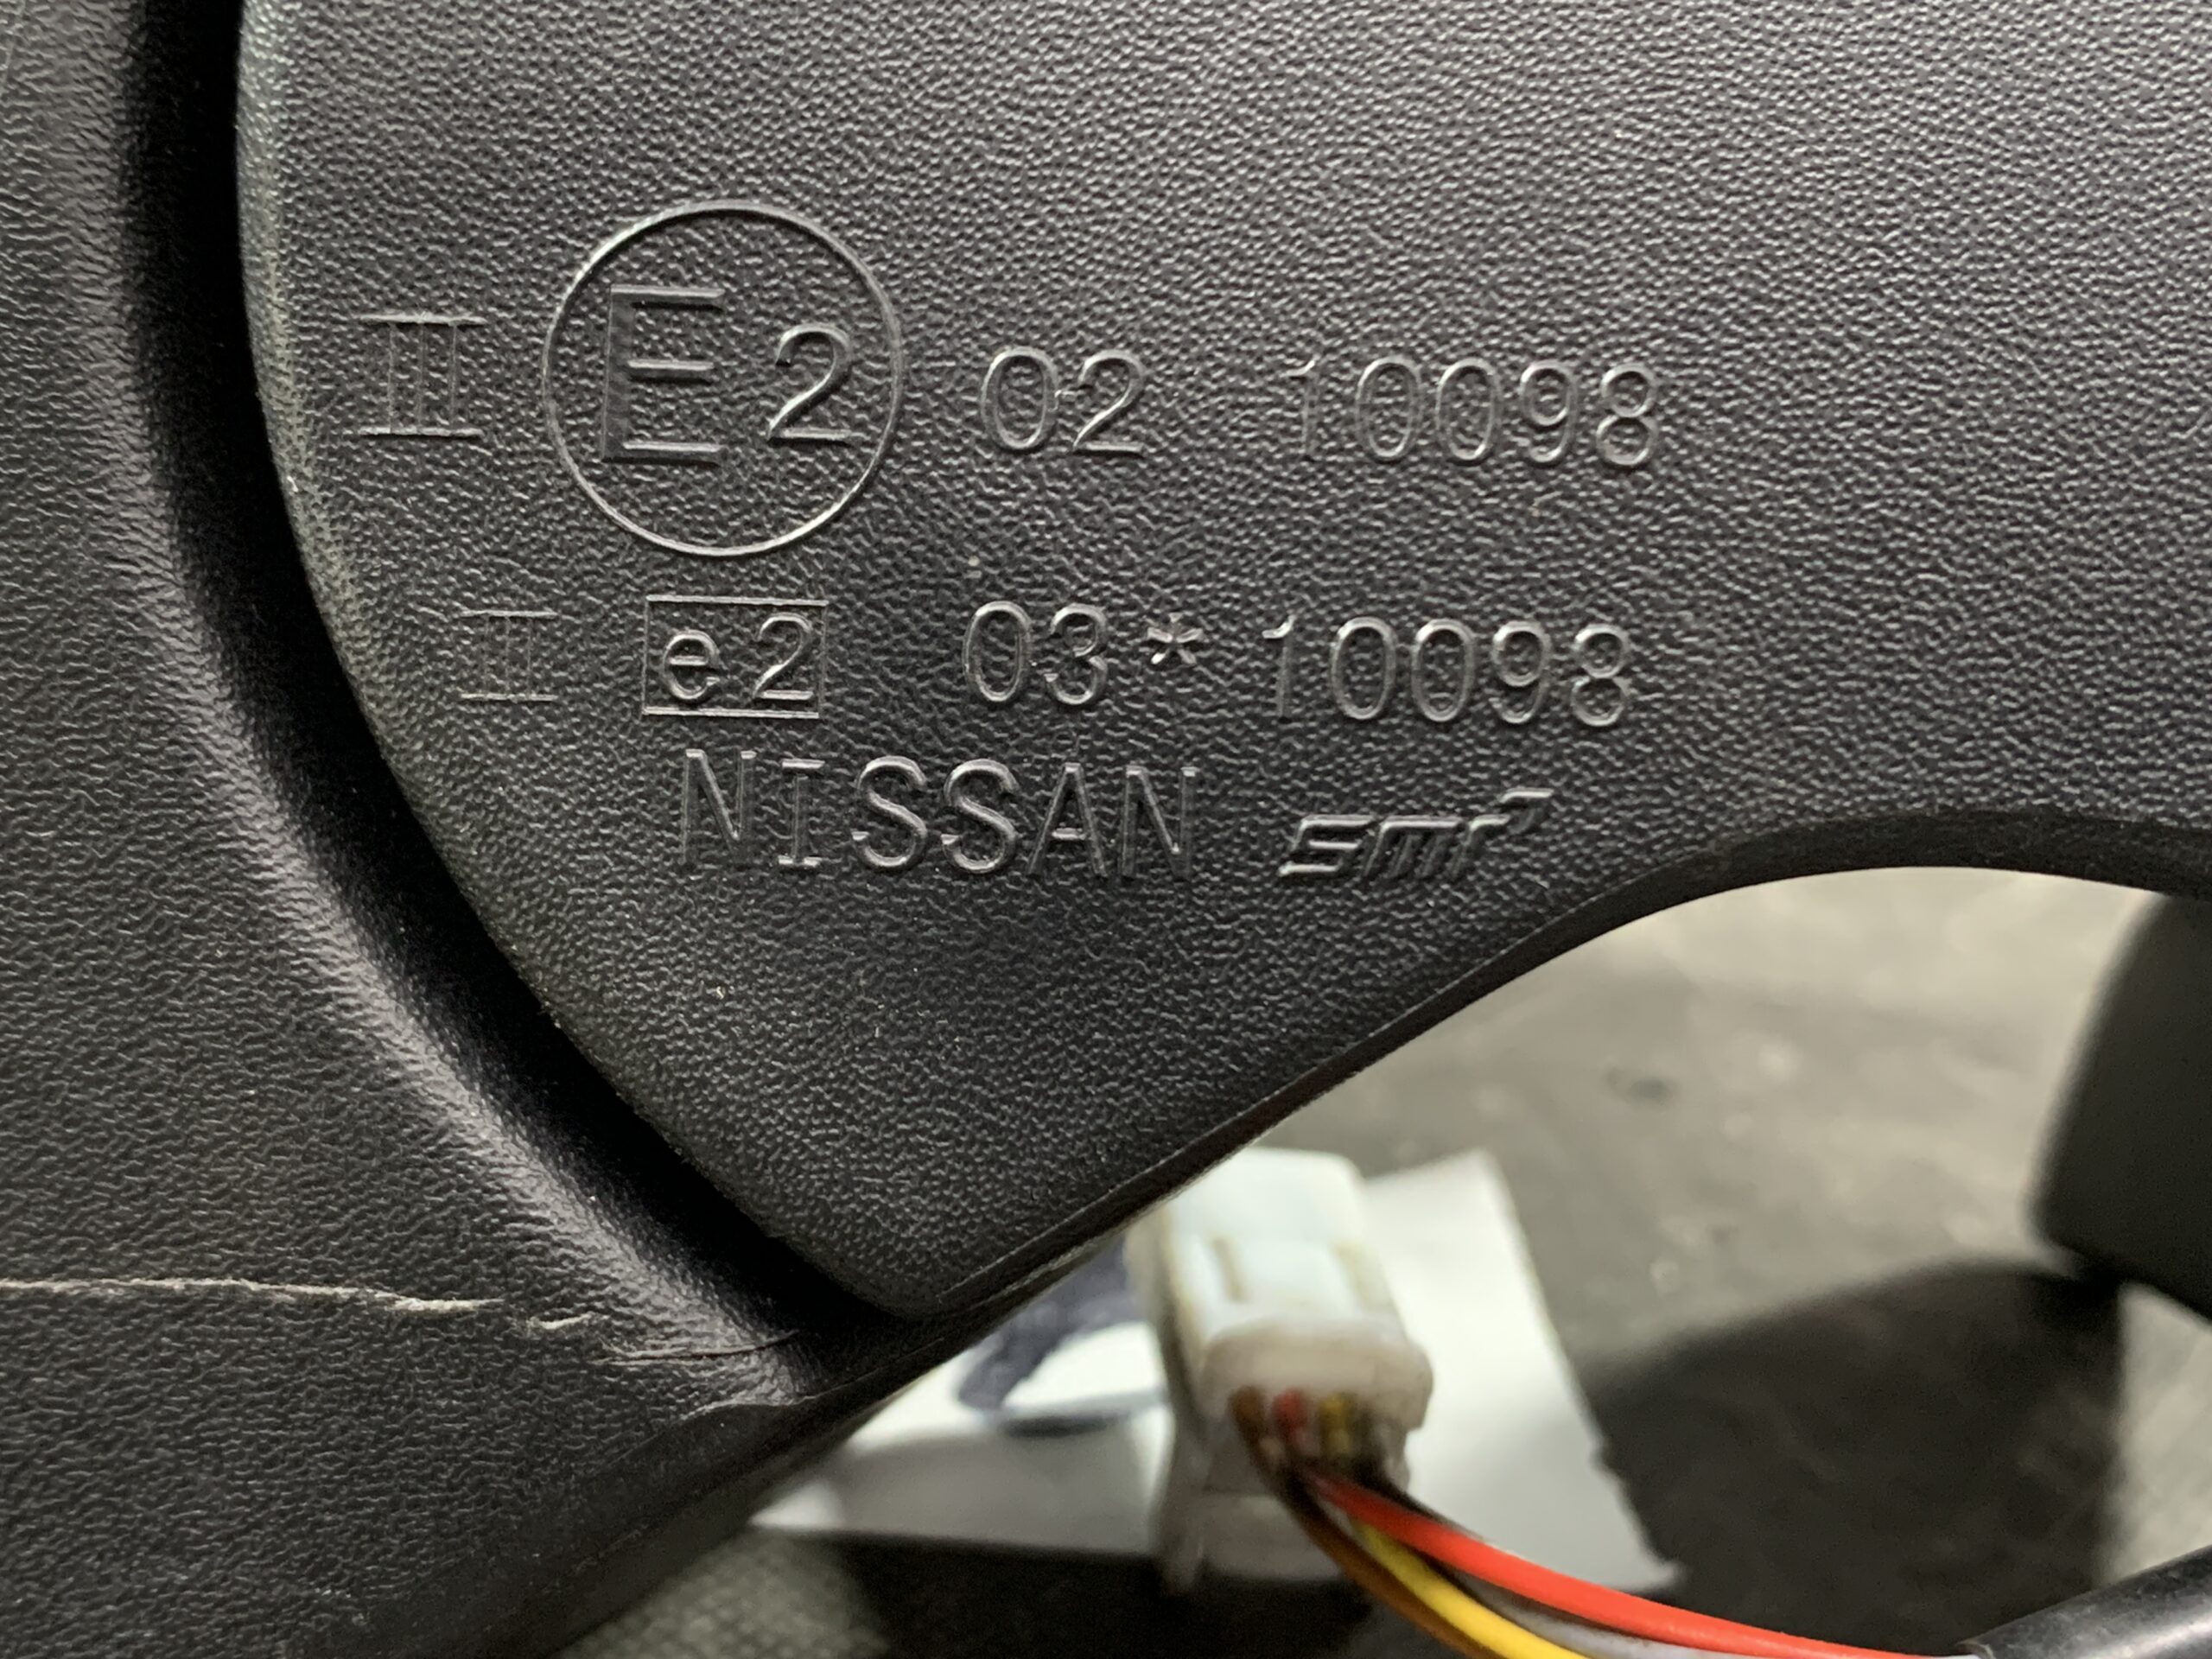 III E2 02 10098
III e2 03*10098
NISSAN smr